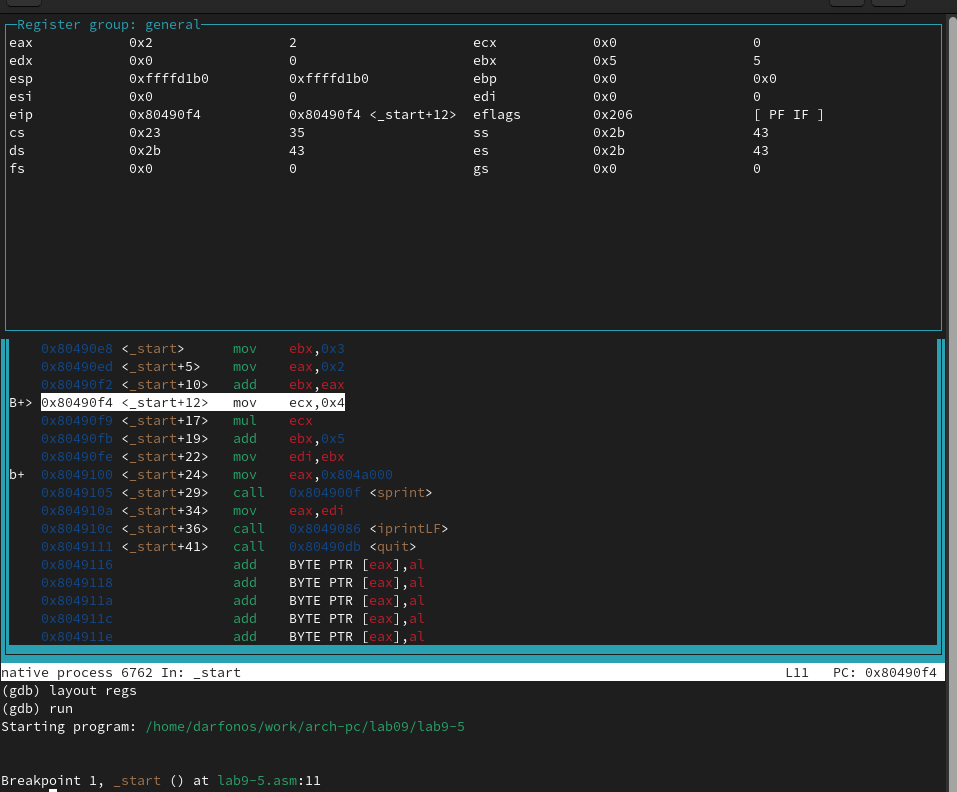 Register group: general
eax 0x2 2 ecx 0x0 0
edx 0x0 0 ebx 0x5 5
esp 0xffffd1b0 0xffffd1b0 ebp 0x0 0x0
esi 0x0 0 edi 0x0 0
eip 0x80490f4 0x80490f4 <_start+12> eflags 0x206 [ PF IF ]
cs 0x23 35 ss 0x2b 43
ds 0x2b 43 es 0x2b 43
fs 0x0 0 gs 0x0 0
0x80490e8 <_start> mov ebx,0x3
0x80490ed <_start+5> mov eax,0x2
0x80490f2 <_start+10> add ebx,eax
B+> 0x80490f4 <_start+12> mov ecx,0x4
0x80490f9 <_start+17> mul ecx
0x80490fb <_start+19> add ebx,0x5
0x80490fe <_start+22> mov edi,ebx
b+ 0x8049100 <_start+24> mov eax,0x804a000
0x8049105 <_start+29> call 0x804900f <sprint>
0x804910a <_start+34> mov eax,edi
0x804910c <_start+36> call 0x8049086 <iprintLF>
0x8049111 <_start+41> call 0x80490db <quit>
0x8049116 add BYTE PTR [eax],al
0x8049118 add BYTE PTR [eax],al
0x804911a add BYTE PTR [eax],al
0x804911c add BYTE PTR [eax],al
0x804911e add BYTE PTR [eax],al
native process 6762 In: _start L11 PC: 0x80490f4
(gdb) layout regs
(gdb) run
Starting program: /home/darfonos/work/arch-pc/lab09/lab9-5
Breakpoint 1, _start () at lab9-5.asm:11